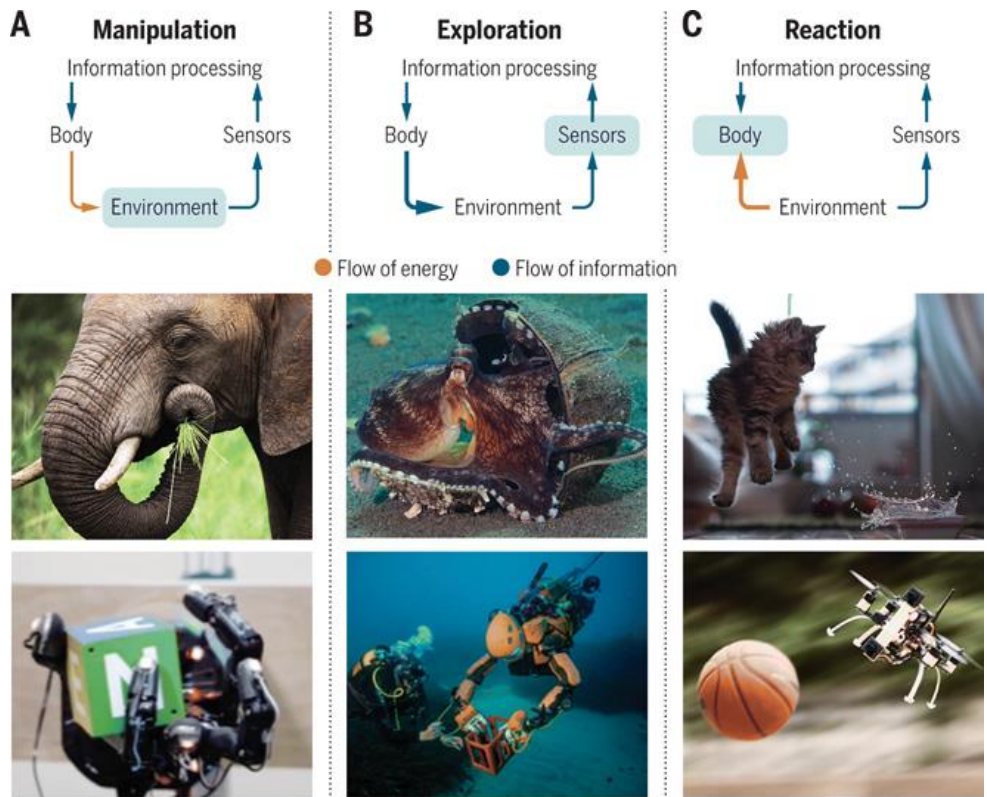 A Manipulation
Information processing
Body
Sensors
Environment
B Exploration
Information processing
Body
Sensors
Environment
C Reaction
Information processing
Body
Sensors
Environment
Flow of energy
Flow of information
A
M